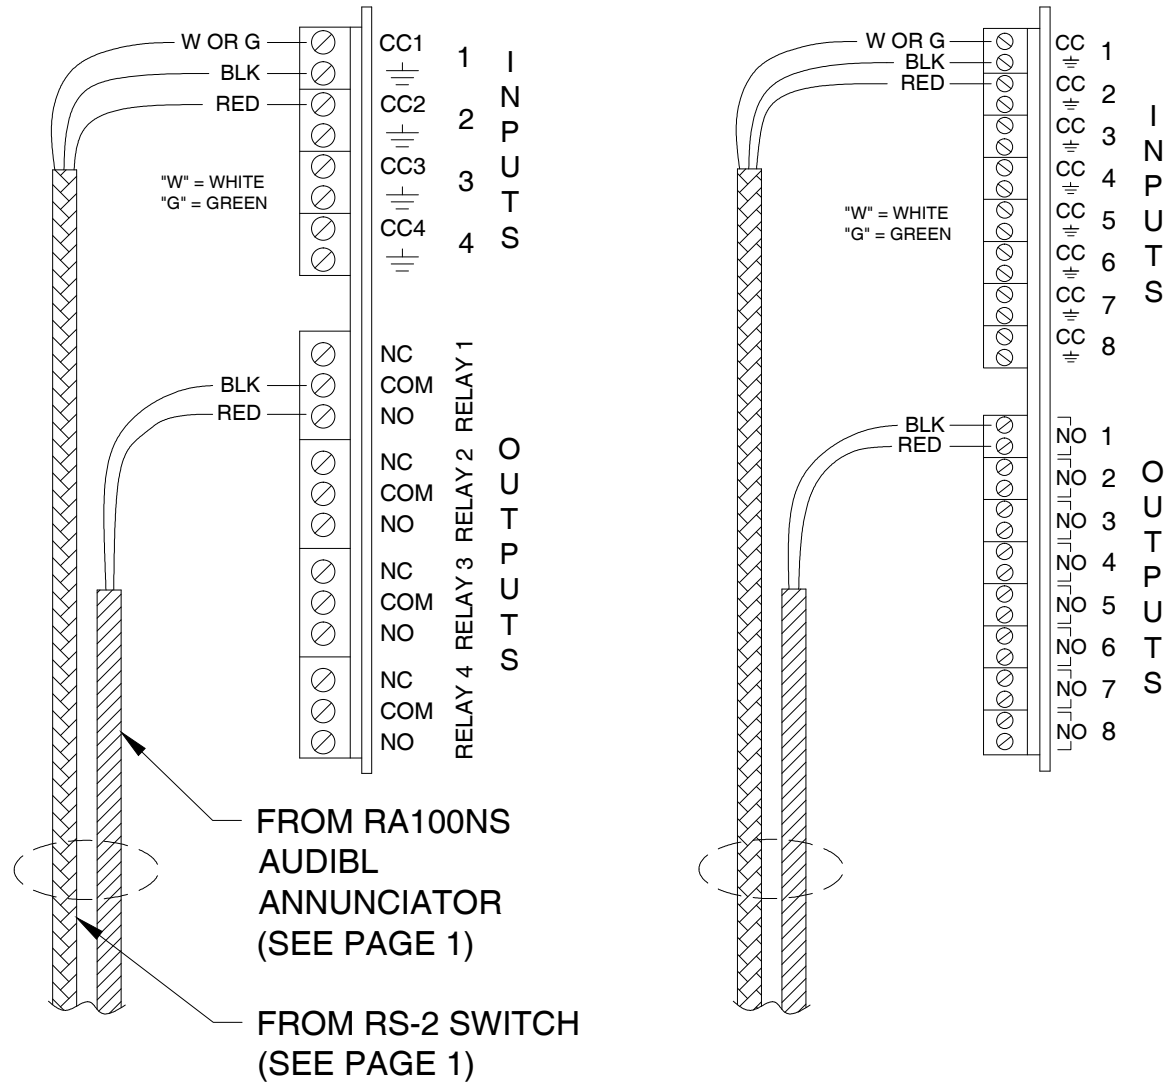 W OR G
BLK
RED
"W" = WHITE
"G" = GREEN
CC1
1
CC2
2
CC3
3
CC4
4
INPUTS
BLK
RED
NC
COM
NO
RELAY 1
NC
COM
NO
RELAY 2
NC
COM
NO
RELAY 3
NC
COM
NO
RELAY 4
OUTPUTS
FROM RA100NS
AUDIBL
ANNUNCIATOR
(SEE PAGE 1)
FROM RS-2 SWITCH
(SEE PAGE 1)
W OR G
BLK
RED
"W" = WHITE
"G" = GREEN
CC 1
CC 2
CC 3
CC 4
CC 5
CC 6
CC 7
CC 8
INPUTS
BLK
RED
NO 1
NO 2
NO 3
NO 4
NO 5
NO 6
NO 7
NO 8
OUTPUTS